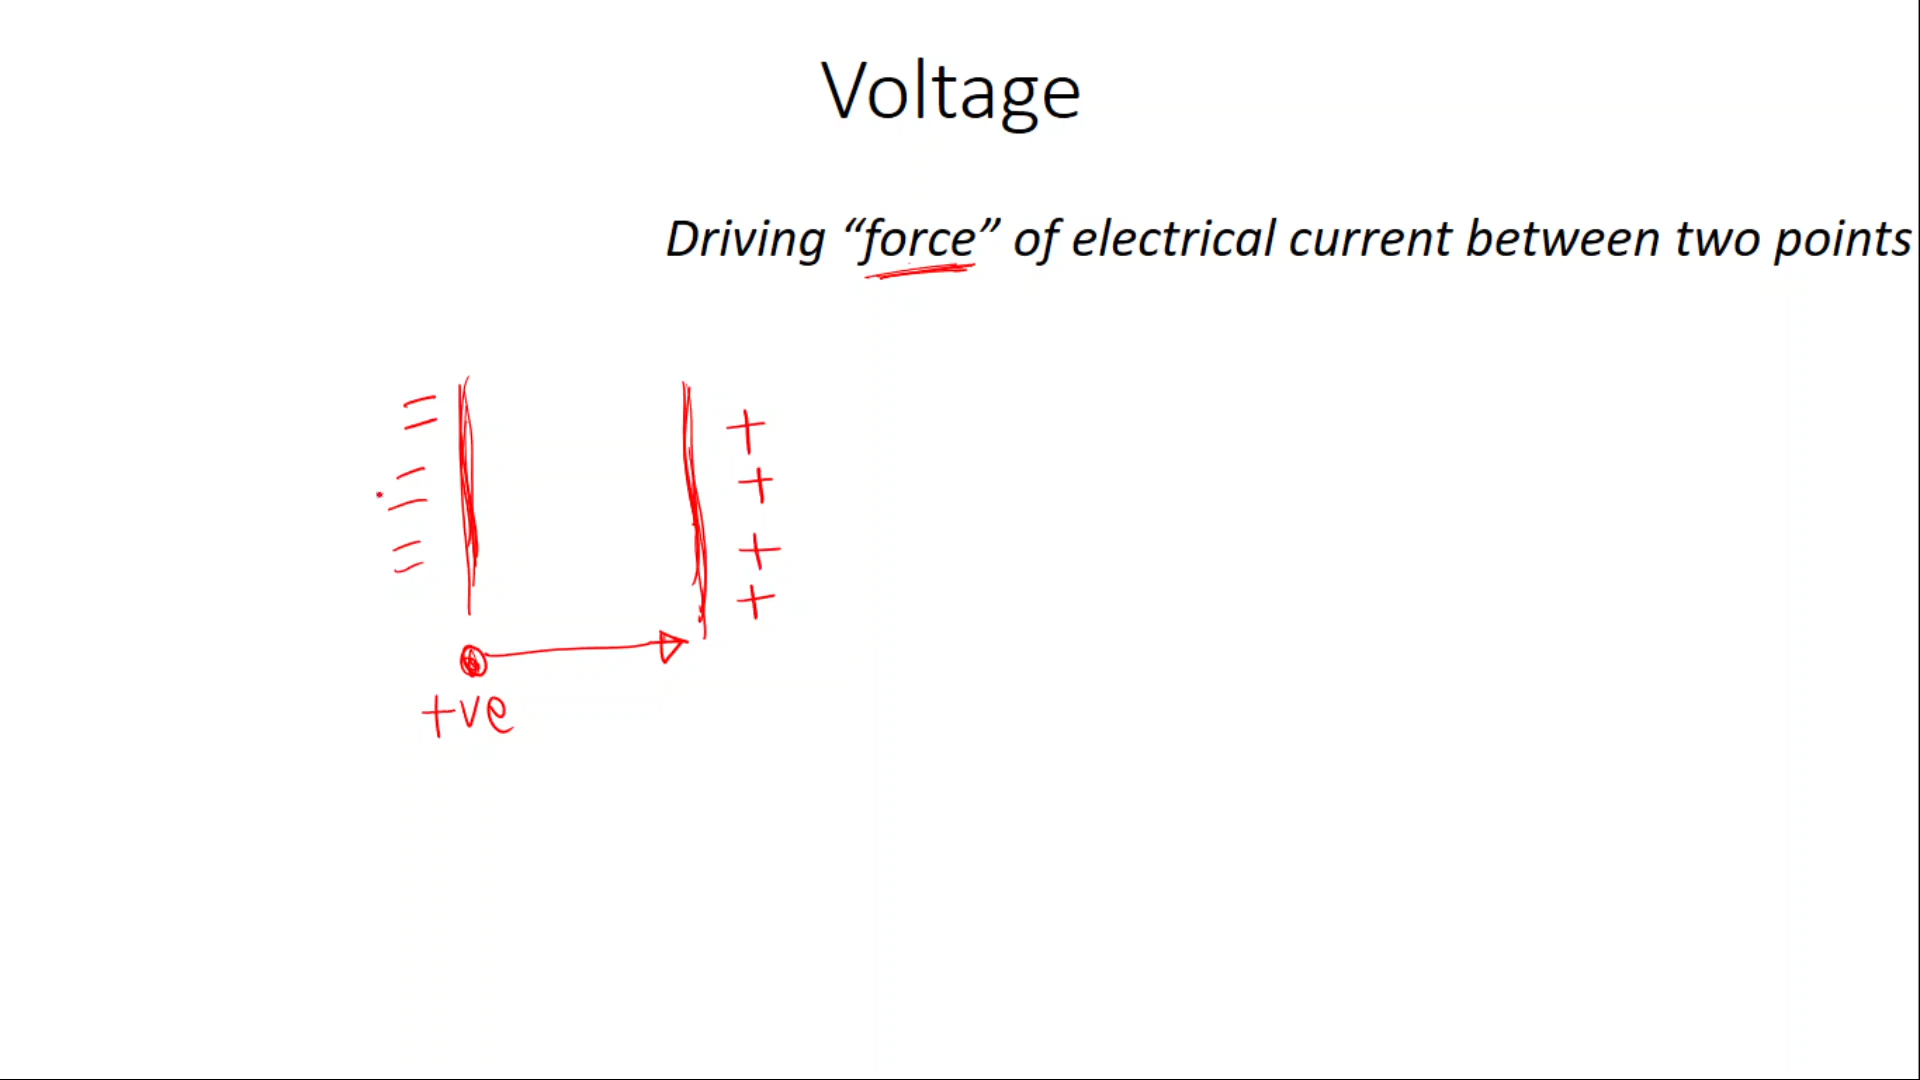 Voltage
Driving “force” of electrical current between two points
+
+
+
+
+ve